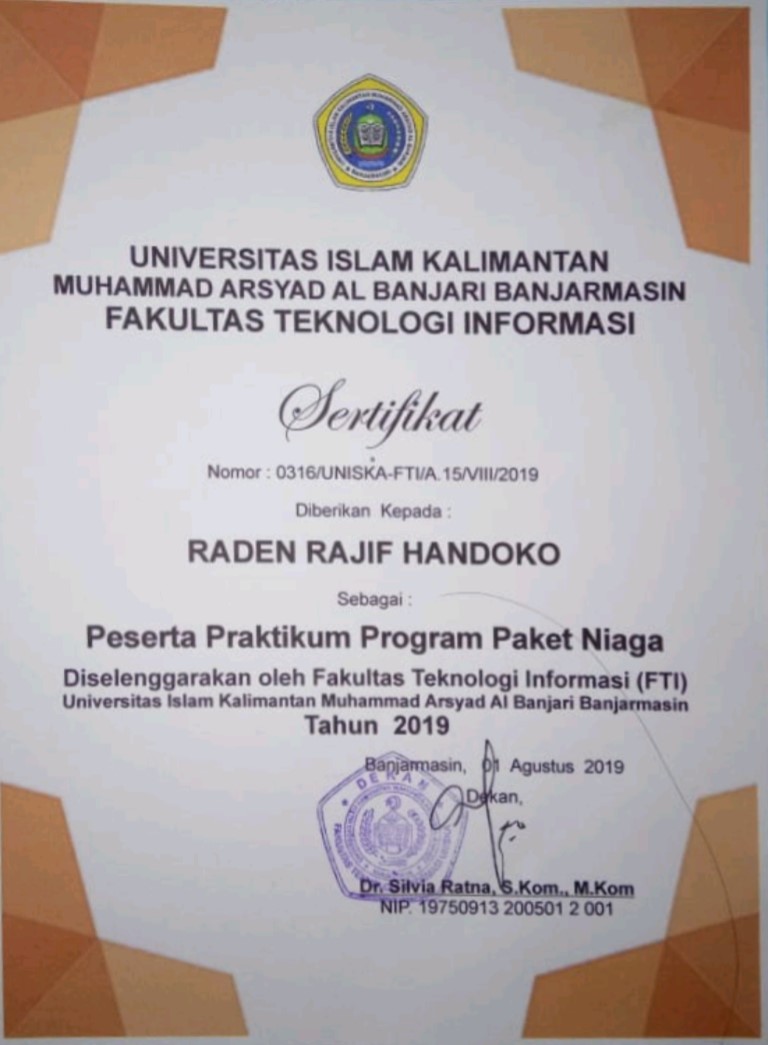 UNIVERSITAS ISLAM KALIMANTAN
MUHAMMAD ARSYAD AL BANJARI BANJARMASIN
FAKULTAS TEKNOLOGI INFORMASI
Sertifikat
Nomor : 0316/UNISKA-FTI/A.15/VIII/2019
Diberikan Kepada :
RADEN RAJIF HANDOKO
Sebagai :
Peserta Praktikum Program Paket Niaga
Diselenggarakan oleh Fakultas Teknologi Informasi (FTI)
Universitas Islam Kalimantan Muhammad Arsyad Al Banjari Banjarmasin
Tahun 2019
Banjarmasin, 01 Agustus 2019
DEKAN
Dekan,
Dr. Silvia Ratna, S.Kom., M.Kom
NIP. 19750913 200501 2 001